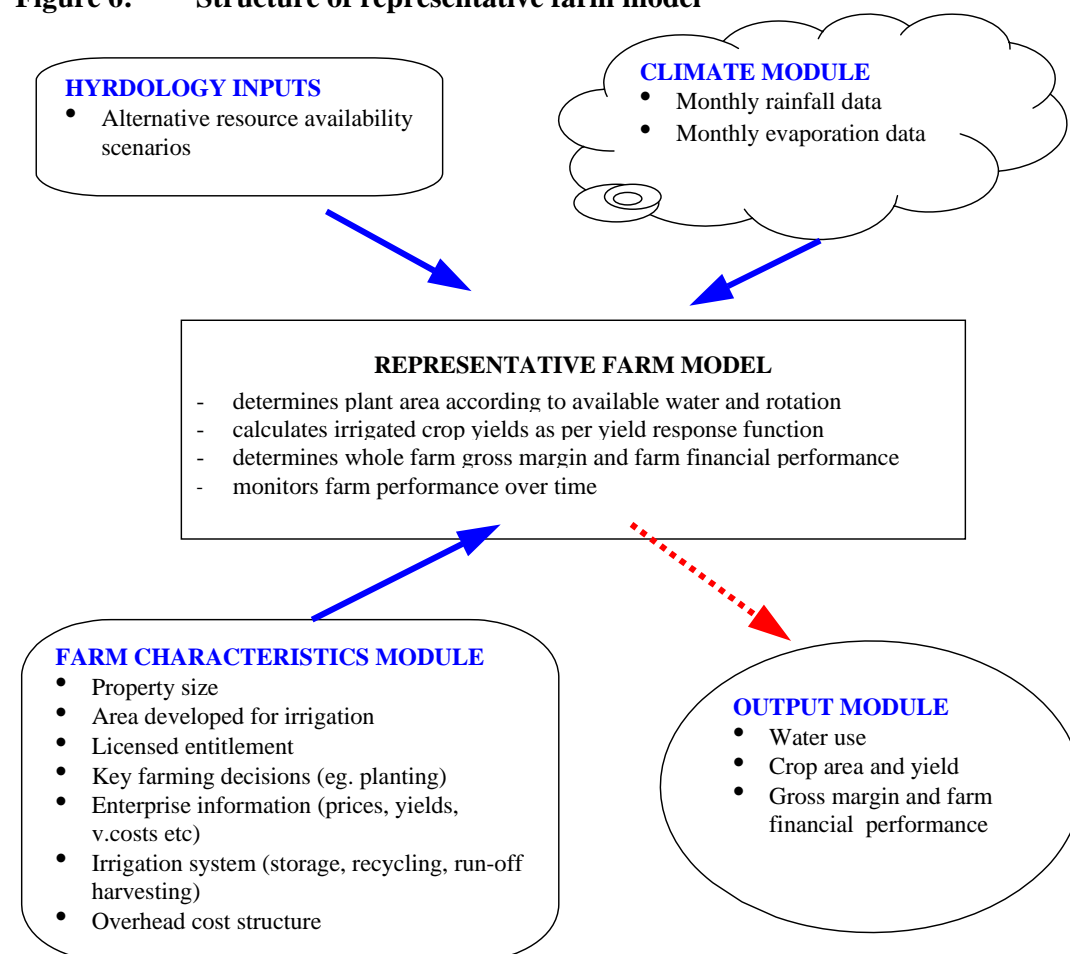 Figure 6: Structure of representative farm model
HYRDOLOGY INPUTS
• Alternative resource availability
scenarios
CLIMATE MODULE
• Monthly rainfall data
• Monthly evaporation data
REPRESENTATIVE FARM MODEL
- determines plant area according to available water and rotation
- calculates irrigated crop yields as per yield response function
- determines whole farm gross margin and farm financial performance
- monitors farm performance over time
FARM CHARACTERISTICS MODULE
• Property size
• Area developed for irrigation
• Licensed entitlement
• Key farming decisions (eg. planting)
• Enterprise information (prices, yields,
v.costs etc)
• Irrigation system (storage, recycling, run-off
harvesting)
• Overhead cost structure
OUTPUT MODULE
• Water use
• Crop area and yield
• Gross margin and farm
financial performance